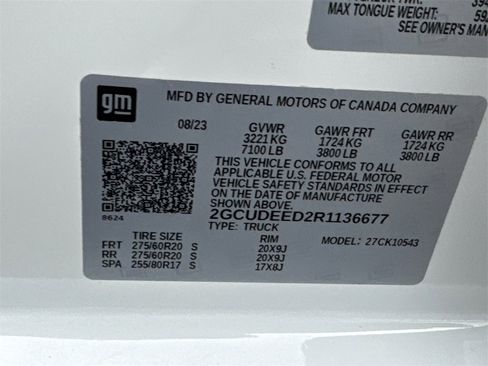 394
MAX TONGUE WEIGHT: 592
SEE OWNER'S MAN
gm
MFD BY GENERAL MOTORS OF CANADA COMPANY
08/23 GVWR GAWR FRT GAWR RR
3221 KG 1724 KG 1724 KG
7100 LB 3800 LB 3800 LB
THIS VEHICLE CONFORMS TO ALL
APPLICABLE U.S. FEDERAL MOTOR
VEHICLE SAFETY STANDARDS IN EFFECT
ON THE DATE OF MANUFACTURE SHOWN
ABOVE.
2GCUDEED2R1136677
8624 TYPE: TRUCK
TIRE SIZE RIM MODEL: 27CK10543
FRT 275/60R20 S 20X9J
RR 275/60R20 S 20X9J
SPA 255/80R17 S 17X8J